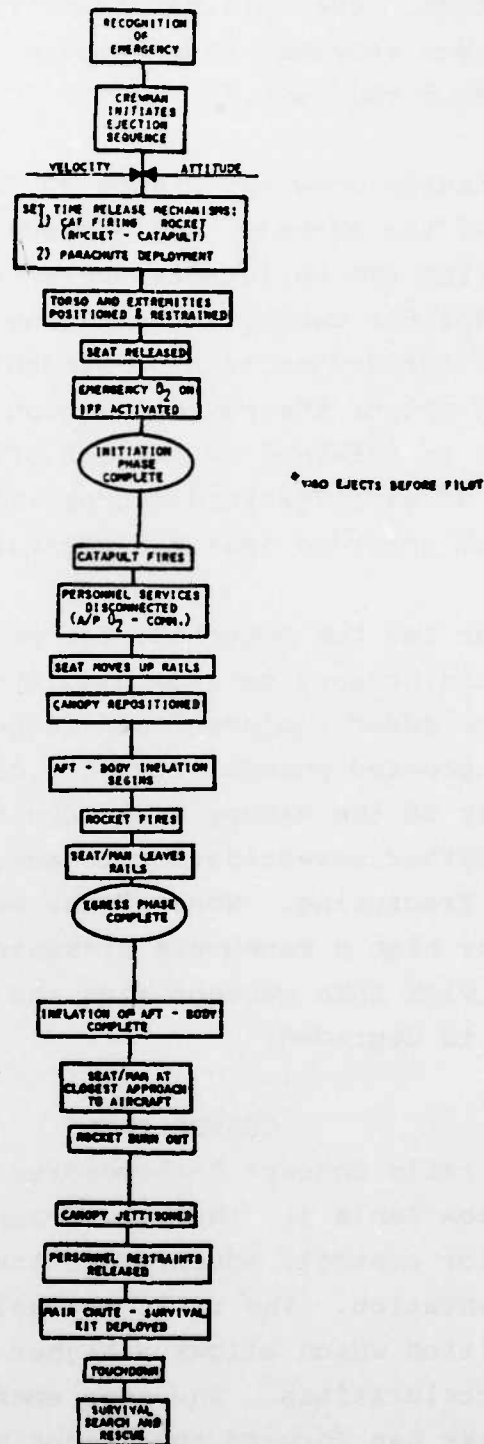 RECOGNITION
OF
EMERGENCY
CREWMAN
INITIATES
EJECTION
SEQUENCE
VELOCITY ATTITUDE
SET TIME RELEASE MECHANISMS:
1) CAT FIRING ROCKET
(ROCKET - CATAPULT)
2) PARACHUTE DEPLOYMENT
TORSO AND EXTREMITIES
POSITIONED & RESTRAINED
SEAT RELEASED
EMERGENCY O2 ON
IFF ACTIVATED
INITIATION
PHASE
COMPLETE
EJECTS BEFORE PILOT
CATAPULT FIRES
PERSONNEL SERVICES
DISCONNECTED
(A/P O2 - COMM.)
SEAT MOVES UP RAILS
CANOPY REPOSITIONED
AFT - BODY INFLATION
BEGINS
ROCKET FIRES
SEAT/MAN LEAVES
RAILS
EGRESS PHASE
COMPLETE
INFLATION OF AFT - BODY
COMPLETE
SEAT/MAN AT
CLOSEST APPROACH
TO AIRCRAFT
ROCKET BURN OUT
CANOPY JETTISONED
PERSONNEL RESTRAINTS
RELEASED
MAIN CHUTE - SURVIVAL
KIT DEPLOYED
TOUCHDOWN
SURVIVAL
SEARCH AND
RESCUE